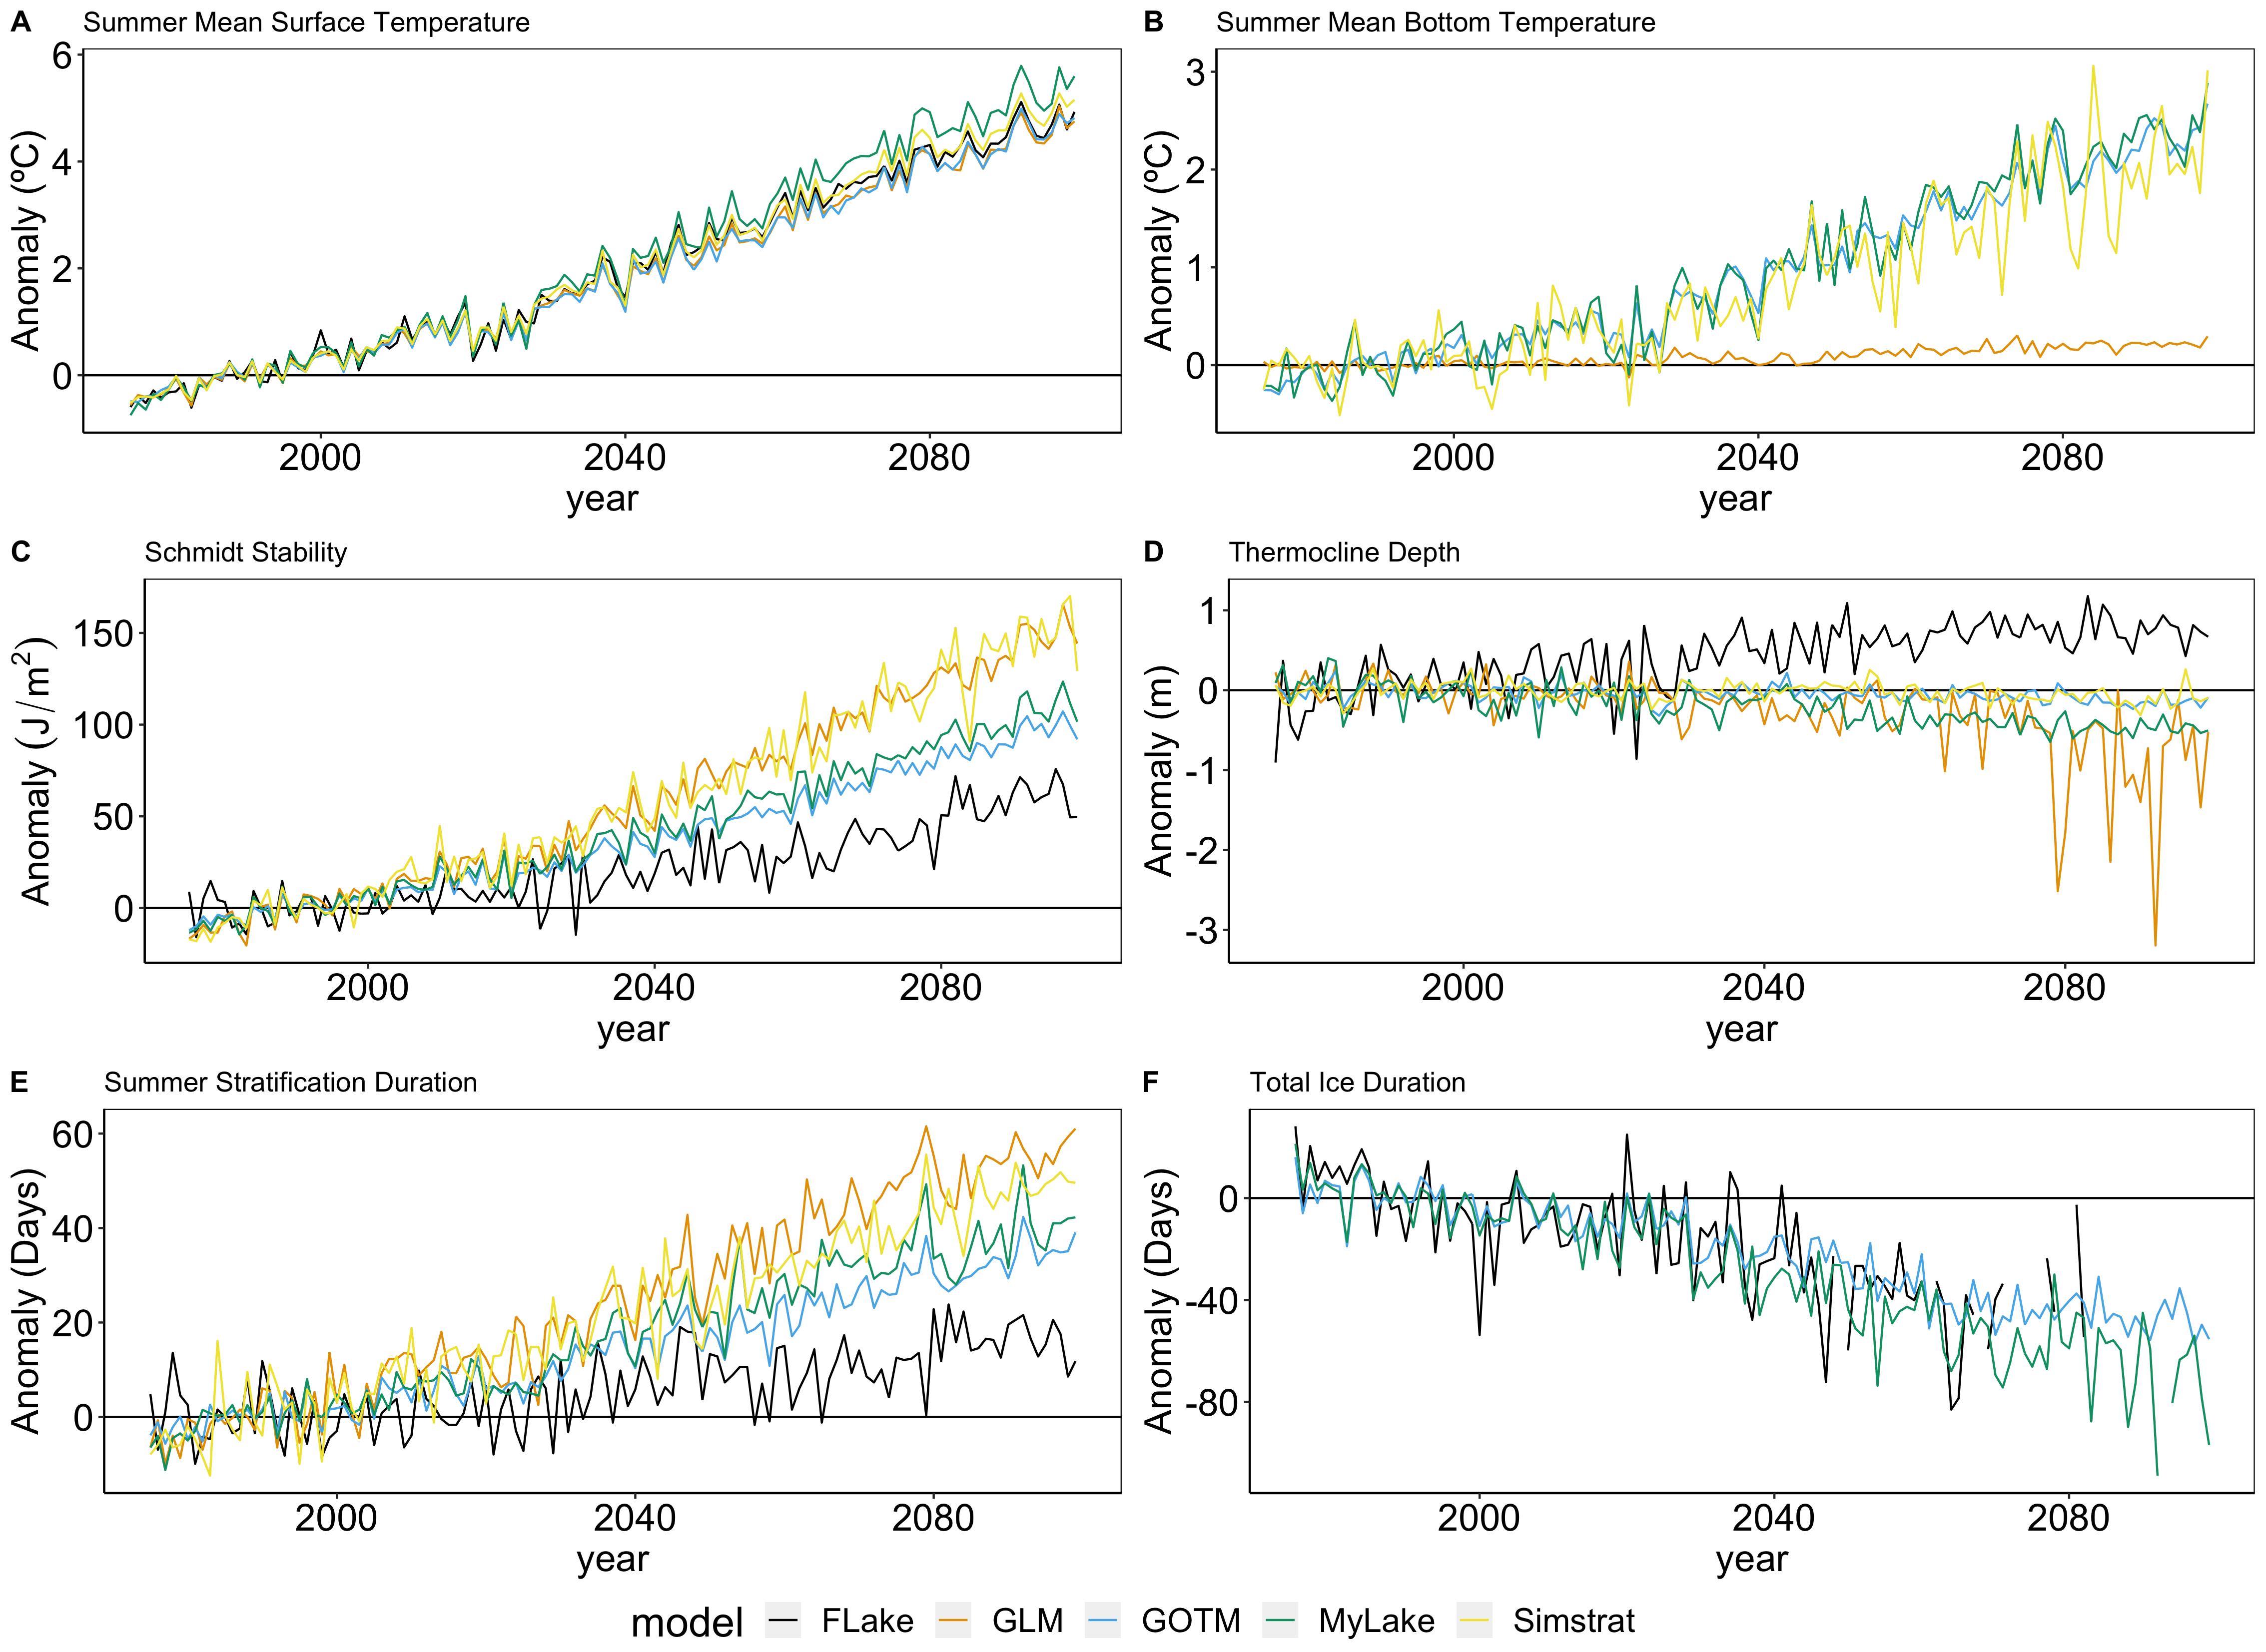 A Summer Mean Surface Temperature
Anomaly (ºC)
6
4
2
0
2000 2040 2080
year
B Summer Mean Bottom Temperature
Anomaly (ºC)
3
2
1
0
2000 2040 2080
year
C Schmidt Stability
Anomaly (J/m²)
150
100
50
0
2000 2040 2080
year
D Thermocline Depth
Anomaly (m)
1
0
-1
-2
-3
2000 2040 2080
year
E Summer Stratification Duration
Anomaly (Days)
60
40
20
0
2000 2040 2080
year
F Total Ice Duration
Anomaly (Days)
0
-40
-80
2000 2040 2080
year
model FLake GLM GOTM MyLake Simstrat